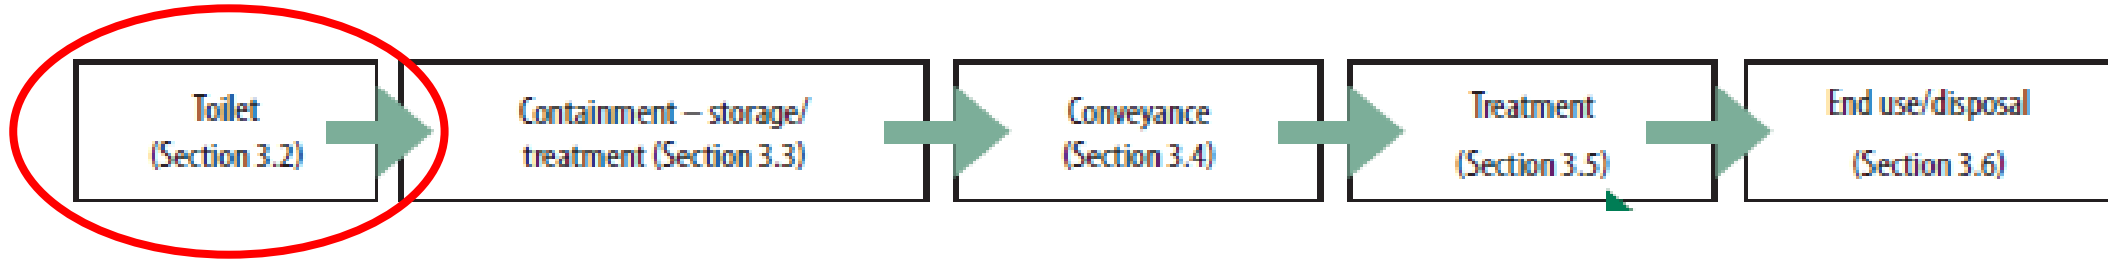 Toilet
(Section 3.2)
Containment – storage/
treatment (Section 3.3)
Conveyance
(Section 3.4)
Treatment
(Section 3.5)
End use/disposal
(Section 3.6)